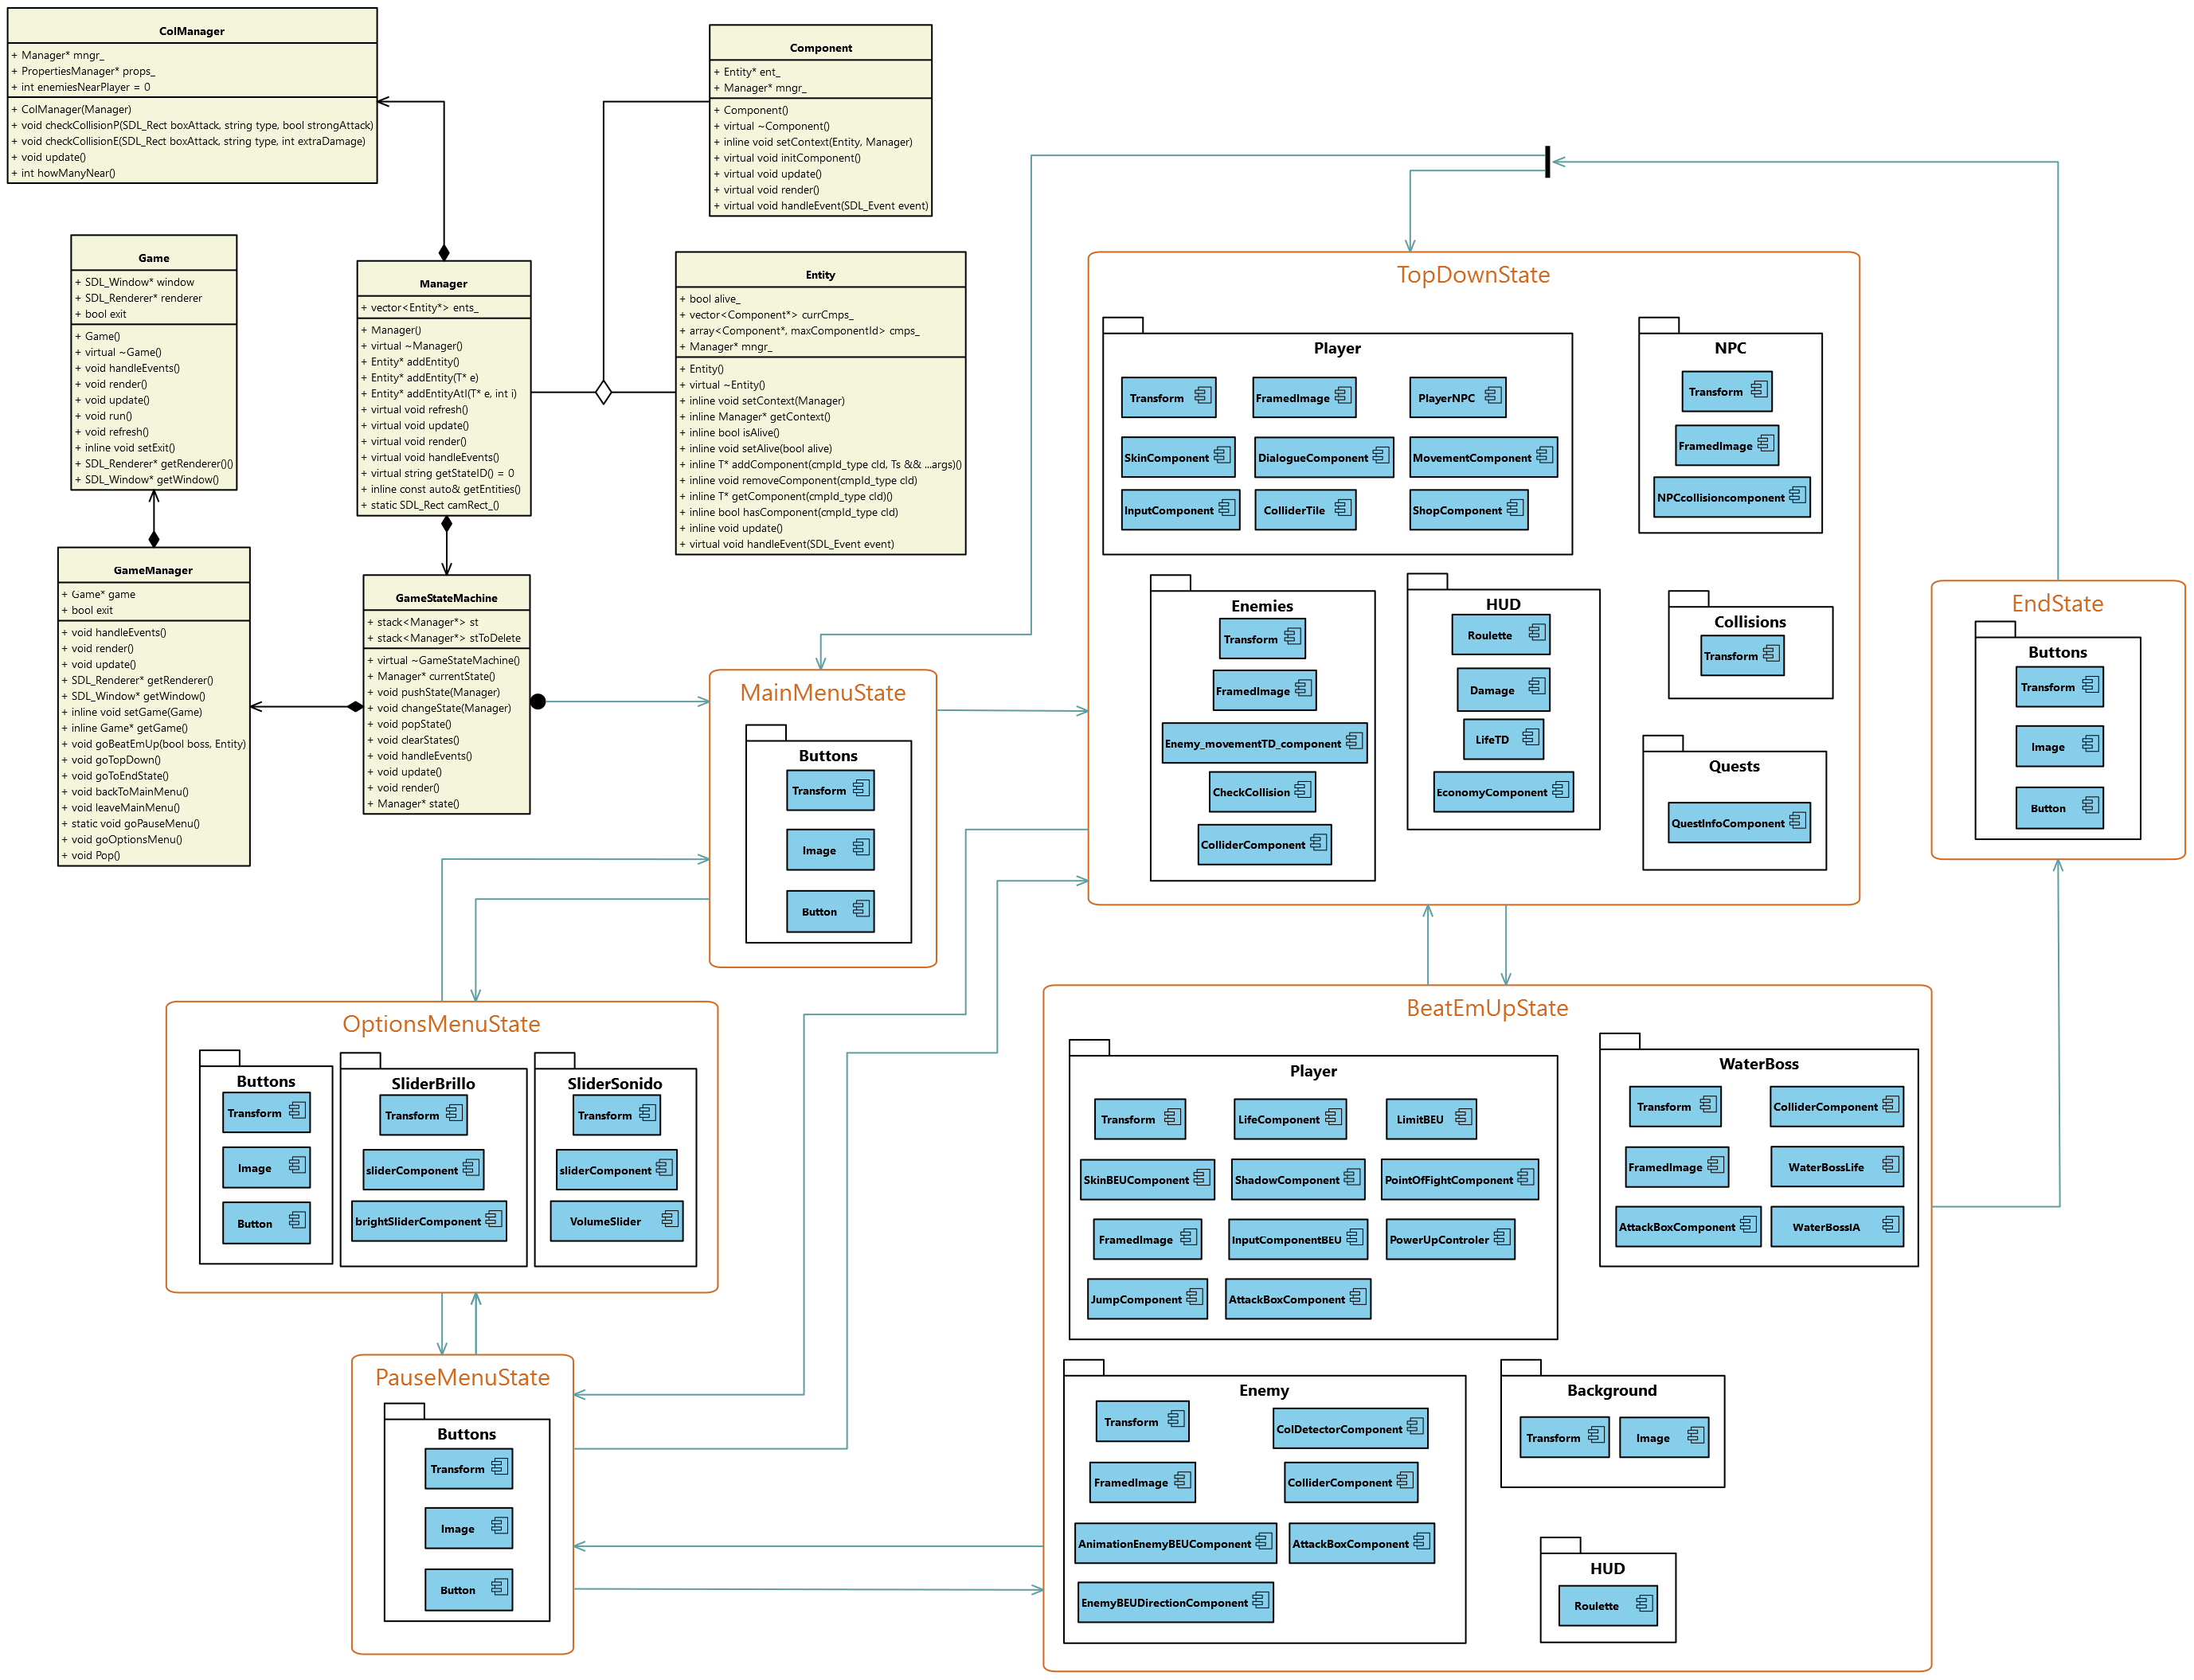 ColManager
+ Manager* mngr_
+ PropertiesManager* props_
+ int enemiesNearPlayer = 0
+ ColManager(Manager)
+ void checkCollisionP(SDL_Rect boxAttack, string type, bool strongAttack)
+ void checkCollisionE(SDL_Rect boxAttack, string type, int extraDamage)
+ void update()
+ int howManyNear()
Component
+ Entity* ent_
+ Manager* mngr_
+ Component()
+ virtual ~Component()
+ inline void setContext(Entity, Manager)
+ virtual void initComponent()
+ virtual void update()
+ virtual void render()
+ virtual void handleEvent(SDL_Event event)
Game
+ SDL_Window* window
+ SDL_Renderer* renderer
+ bool exit
+ Game()
+ virtual ~Game()
+ void handleEvents()
+ void render()
+ void update()
+ void run()
+ void refresh()
+ inline void setExit()
+ SDL_Renderer* getRenderer()()
+ SDL_Window* getWindow()
Manager
+ vector<Entity*> ents_
+ Manager()
+ virtual ~Manager()
+ Entity* addEntity()
+ Entity* addEntity(T* e)
+ Entity* addEntityAtI(T* e, int i)
+ virtual void refresh()
+ virtual void update()
+ virtual void render()
+ virtual void handleEvents()
+ virtual string getStateID() = 0
+ inline const auto& getEntities()
+ static SDL_Rect camRect_()
Entity
+ bool alive_
+ vector<Component*> currCmps_
+ array<Component*, maxComponentId> cmps_
+ Manager* mngr_
+ Entity()
+ virtual ~Entity()
+ inline void setContext(Manager)
+ inline Manager* getContext()
+ inline bool isAlive()
+ inline void setAlive(bool alive)
+ inline T* addComponent(cmpId_type cId, Ts && ...args)()
+ inline void removeComponent(cmpId_type cId)
+ inline T* getComponent(cmpId_type cId)()
+ inline bool hasComponent(cmpId_type cId)
+ inline void update()
+ virtual void handleEvent(SDL_Event event)
GameManager
+ Game* game
+ bool exit
+ void handleEvents()
+ void render()
+ void update()
+ SDL_Renderer* getRenderer()
+ SDL_Window* getWindow()
+ inline void setGame(Game)
+ inline Game* getGame()
+ void goBeatEmUp(bool boss, Entity)
+ void goTopDown()
+ void goToEndState()
+ void backToMainMenu()
+ void leaveMainMenu()
+ static void goPauseMenu()
+ void goOptionsMenu()
+ void Pop()
GameStateMachine
+ stack<Manager*> st
+ stack<Manager*> stToDelete
+ virtual ~GameStateMachine()
+ Manager* currentState()
+ void pushState(Manager)
+ void changeState(Manager)
+ void popState()
+ void clearStates()
+ void handleEvents()
+ void update()
+ void render()
+ Manager* state()
TopDownState
Player
Transform
FramedImage
PlayerNPC
SkinComponent
DialogueComponent
MovementComponent
InputComponent
ColliderTile
ShopComponent
NPC
Transform
FramedImage
NPCcollisioncomponent
Enemies
Transform
FramedImage
Enemy_movementTD_component
CheckCollision
ColliderComponent
HUD
Roulette
Damage
LifeTD
EconomyComponent
Collisions
Transform
Quests
QuestInfoComponent
EndState
Buttons
Transform
Image
Button
MainMenuState
Buttons
Transform
Image
Button
OptionsMenuState
Buttons
Transform
Image
Button
SliderBrillo
Transform
sliderComponent
brightSliderComponent
SliderSonido
Transform
sliderComponent
VolumeSlider
PauseMenuState
Buttons
Transform
Image
Button
BeatEmUpState
Player
Transform
LifeComponent
LimitBEU
SkinBEUComponent
ShadowComponent
PointOfFightComponent
FramedImage
InputComponentBEU
PowerUpControler
JumpComponent
AttackBoxComponent
WaterBoss
Transform
ColliderComponent
FramedImage
WaterBossLife
AttackBoxComponent
WaterBossIA
Enemy
Transform
ColDetectorComponent
FramedImage
ColliderComponent
AnimationEnemyBEUComponent
AttackBoxComponent
EnemyBEUDirectionComponent
Background
Transform
Image
HUD
Roulette